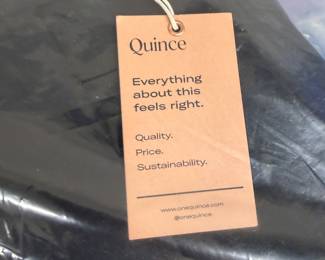 Quince
Everything
about this
feels right.
Quality.
Price.
Sustainability.
www.onequince.com
@onequince